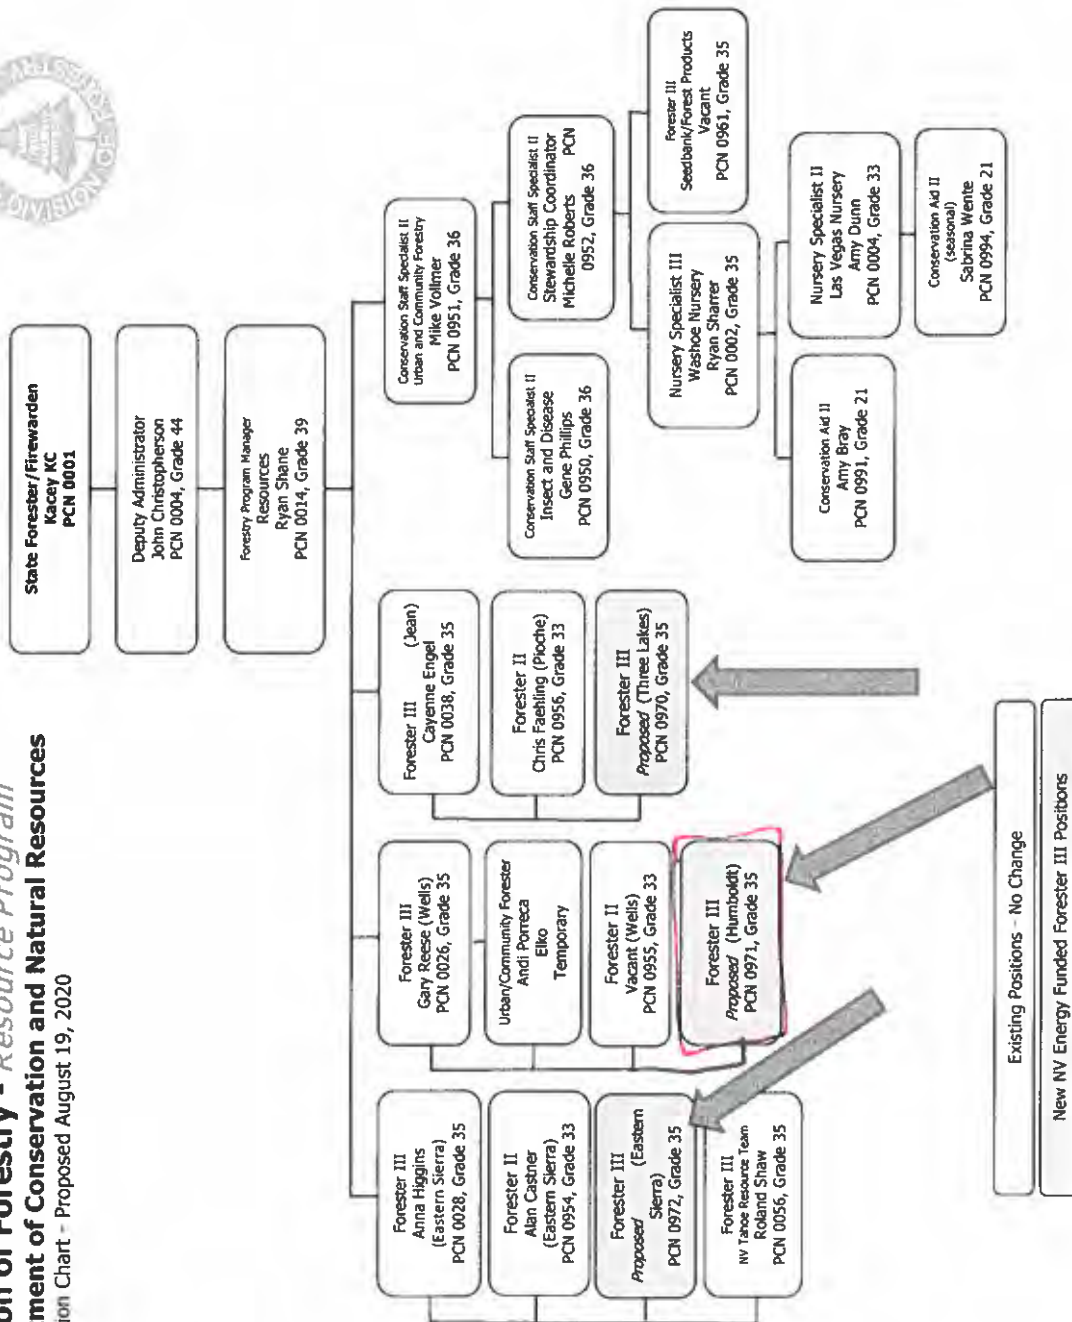 on of Forestry - Resource Program
ment of Conservation and Natural Resources
ion Chart - Proposed August 19, 2020
State Forester/Firewarden
Kacey KC
PCN 0001
Deputy Administrator
John Christopherson
PCN 0004, Grade 44
Forestry Program Manager
Resources
Ryan Shane
PCN 0014, Grade 39
Forester III
Anna Higgins
(Eastern Sierra)
PCN 0028, Grade 35
Forester II
Alan Castner
(Eastern Sierra)
PCN 0954, Grade 33
Forester III
Proposed (Eastern
Sierra)
PCN 0972, Grade 35
Forester III
NV Tahoe Resource Team
Roland Shaw
PCN 0056, Grade 35
Forester III
Gary Reese (Wells)
PCN 0026, Grade 35
Urban/Community Forester
Andi Porreca
Elko
Temporary
Forester II
Vacant (Wells)
PCN 0955, Grade 33
Forester III
Proposed (Humboldt)
PCN 0971, Grade 35
Forester III (Jean)
Cayenne Engel
PCN 0038, Grade 35
Forester II
Chris Faehling (Pioche)
PCN 0956, Grade 33
Forester III
Proposed (Three Lakes)
PCN 0970, Grade 35
Conservation Staff Specialist II
Urban and Community Forestry
Mike Vollmer
PCN 0951, Grade 36
Conservation Staff Specialist II
Insect and Disease
Gene Phillips
PCN 0950, Grade 36
Conservation Staff Specialist II
Stewardship Coordinator
Michelle Roberts PCN
0952, Grade 36
Nursery Specialist III
Washoe Nursery
Ryan Sharrer
PCN 0002, Grade 35
Forester III
Seedbank/Forest Products
Vacant
PCN 0961, Grade 35
Conservation Aid II
Amy Bray
PCN 0991, Grade 21
Nursery Specialist II
Las Vegas Nursery
Amy Dunn
PCN 0004, Grade 33
Conservation Aid II
(seasonal)
Sabrina Wente
PCN 0994, Grade 21
Existing Positions - No Change
New NV Energy Funded Forester III Positions